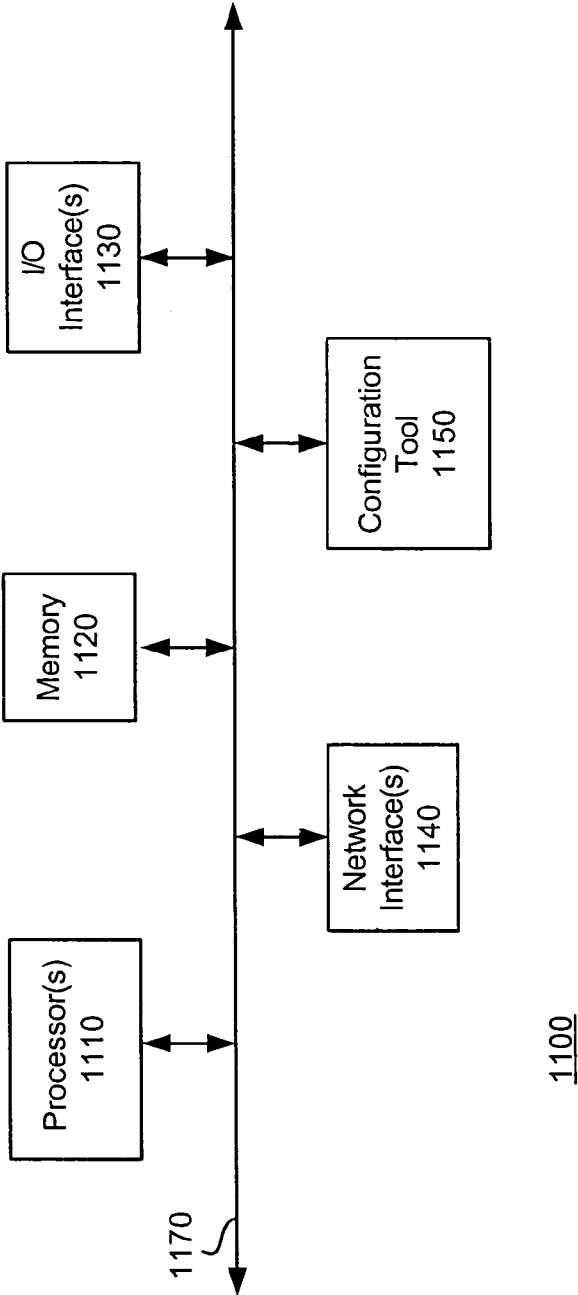 Processor(s)
1110
Memory
1120
I/O
Interface(s)
1130
1170
Network
Interface(s)
1140
Configuration
Tool
1150
1100